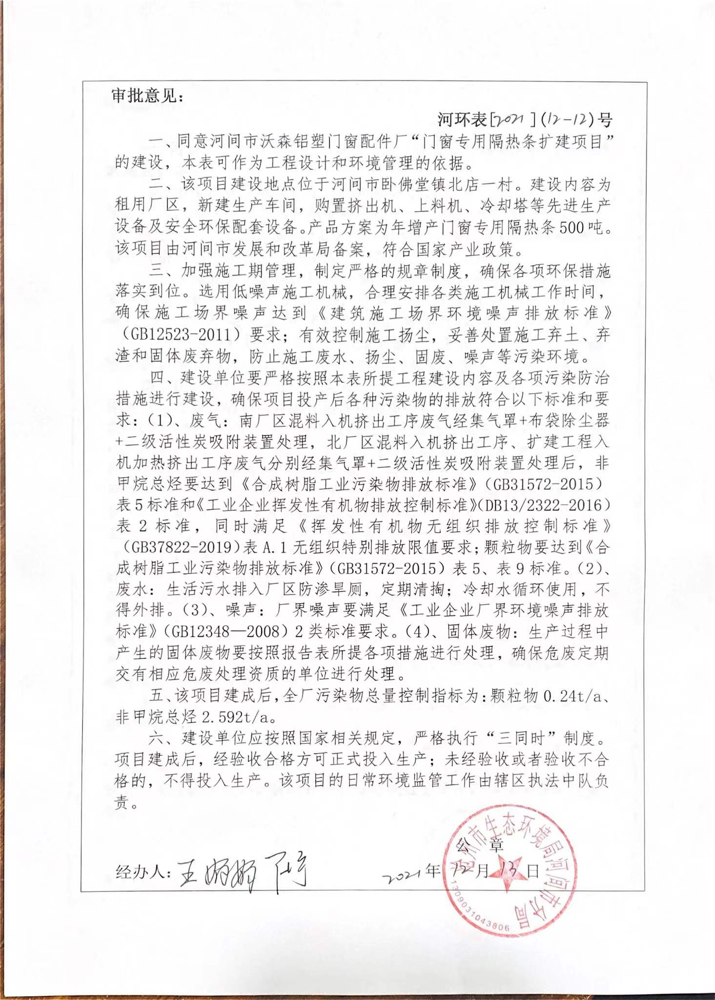 审批意见：
河环表[2021](12-12)号
一、同意河间市沃森铝塑门窗配件厂“门窗专用隔热条扩建项目”
的建设，本表可作为工程设计和环境管理的依据。
二、该项目建设地点位于河间市卧佛堂镇北店一村。建设内容为
租用厂区，新建生产车间，购置挤出机、上料机、冷却塔等先进生产
设备及安全环保配套设备。产品方案为年增产门窗专用隔热条500吨。
该项目由河间市发展和改革局备案，符合国家产业政策。
三、加强施工期管理，制定严格的规章制度，确保各项环保措施
落实到位。选用低噪声施工机械，合理安排各类施工机械工作时间，
确保施工场界噪声达到《建筑施工场界环境噪声排放标准》
（GB12523-2011）要求；有效控制施工扬尘，妥善处置施工弃土、弃
渣和固体废弃物，防止施工废水、扬尘、固废、噪声等污染环境。
四、建设单位要严格按照本表所提工程建设内容及各项污染防治
措施进行建设，确保项目投产后各种污染物的排放符合以下标准和要
求：（1）、废气：南厂区混料入机挤出工序废气经集气罩+布袋除尘器
+二级活性炭吸附装置处理，北厂区混料入机挤出工序、扩建工程入
机加热挤出工序废气分别经集气罩+二级活性炭吸附装置处理后，非
甲烷总烃要达到《合成树脂工业污染物排放标准》（GB31572-2015）
表5标准和《工业企业挥发性有机物排放控制标准》（DB13/2322-2016）
表2标准，同时满足《挥发性有机物无组织排放控制标准》
（GB37822-2019）表A.1无组织特别排放限值要求；颗粒物要达到《合
成树脂工业污染物排放标准》（GB31572-2015）表5、表9标准。（2）、
废水：生活污水排入厂区防渗旱厕，定期清掏；冷却水循环使用，不
得外排。（3）、噪声：厂界噪声要满足《工业企业厂界环境噪声排放
标准》（GB12348—2008）2类标准要求。（4）、固体废物：生产过程中
产生的固体废物要按照报告表所提各项措施进行处理，确保危废定期
交有相应危废处理资质的单位进行处理。
五、该项目建成后，全厂污染物总量控制指标为：颗粒物0.24t/a、
非甲烷总烃2.592t/a。
六、建设单位应按照国家相关规定，严格执行“三同时”制度。
项目建成后，经验收合格方可正式投入生产；未经验收或者验收不合
格的，不得投入生产。该项目的日常环境监管工作由辖区执法中队负
责。
公 章
经办人：王
2021年12月13日
沧州市生态环境局河间市分局
1309031043806